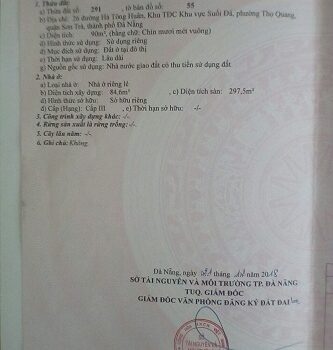 1. Thửa đất:
a) Thửa đất số: 291 , tờ bản đồ số: 55
b) Địa chỉ: 26 đường Hà Tông Huân, Khu TĐC Khu vực Suối Đá, phường Thọ Quang,
quận Sơn Trà, thành phố Đà Nẵng
c) Diện tích: 90m², (bằng chữ: Chín mươi mét vuông)
d) Hình thức sử dụng: Sử dụng riêng
đ) Mục đích sử dụng: Đất ở tại đô thị
e) Thời hạn sử dụng: Lâu dài
g) Nguồn gốc sử dụng: Nhà nước giao đất có thu tiền sử dụng đất
2. Nhà ở:
a) Loại nhà ở: Nhà ở riêng lẻ
b) Diện tích xây dựng: 84,6m² , c) Diện tích sàn: 297,5m²
d) Hình thức sở hữu: Sở hữu riêng
đ) Cấp (Hạng): Cấp III , e) Thời hạn sở hữu: -/-
3. Công trình xây dựng khác: -/-
4. Rừng sản xuất là rừng trồng: -/-
5. Cây lâu năm: -/-
6. Ghi chú: Không.
Đà Nẵng, ngày tháng năm 2018
SỞ TÀI NGUYÊN VÀ MÔI TRƯỜNG TP. ĐÀ NẴNG
TUQ. GIÁM ĐỐC
GIÁM ĐỐC VĂN PHÒNG ĐĂNG KÝ ĐẤT ĐAI